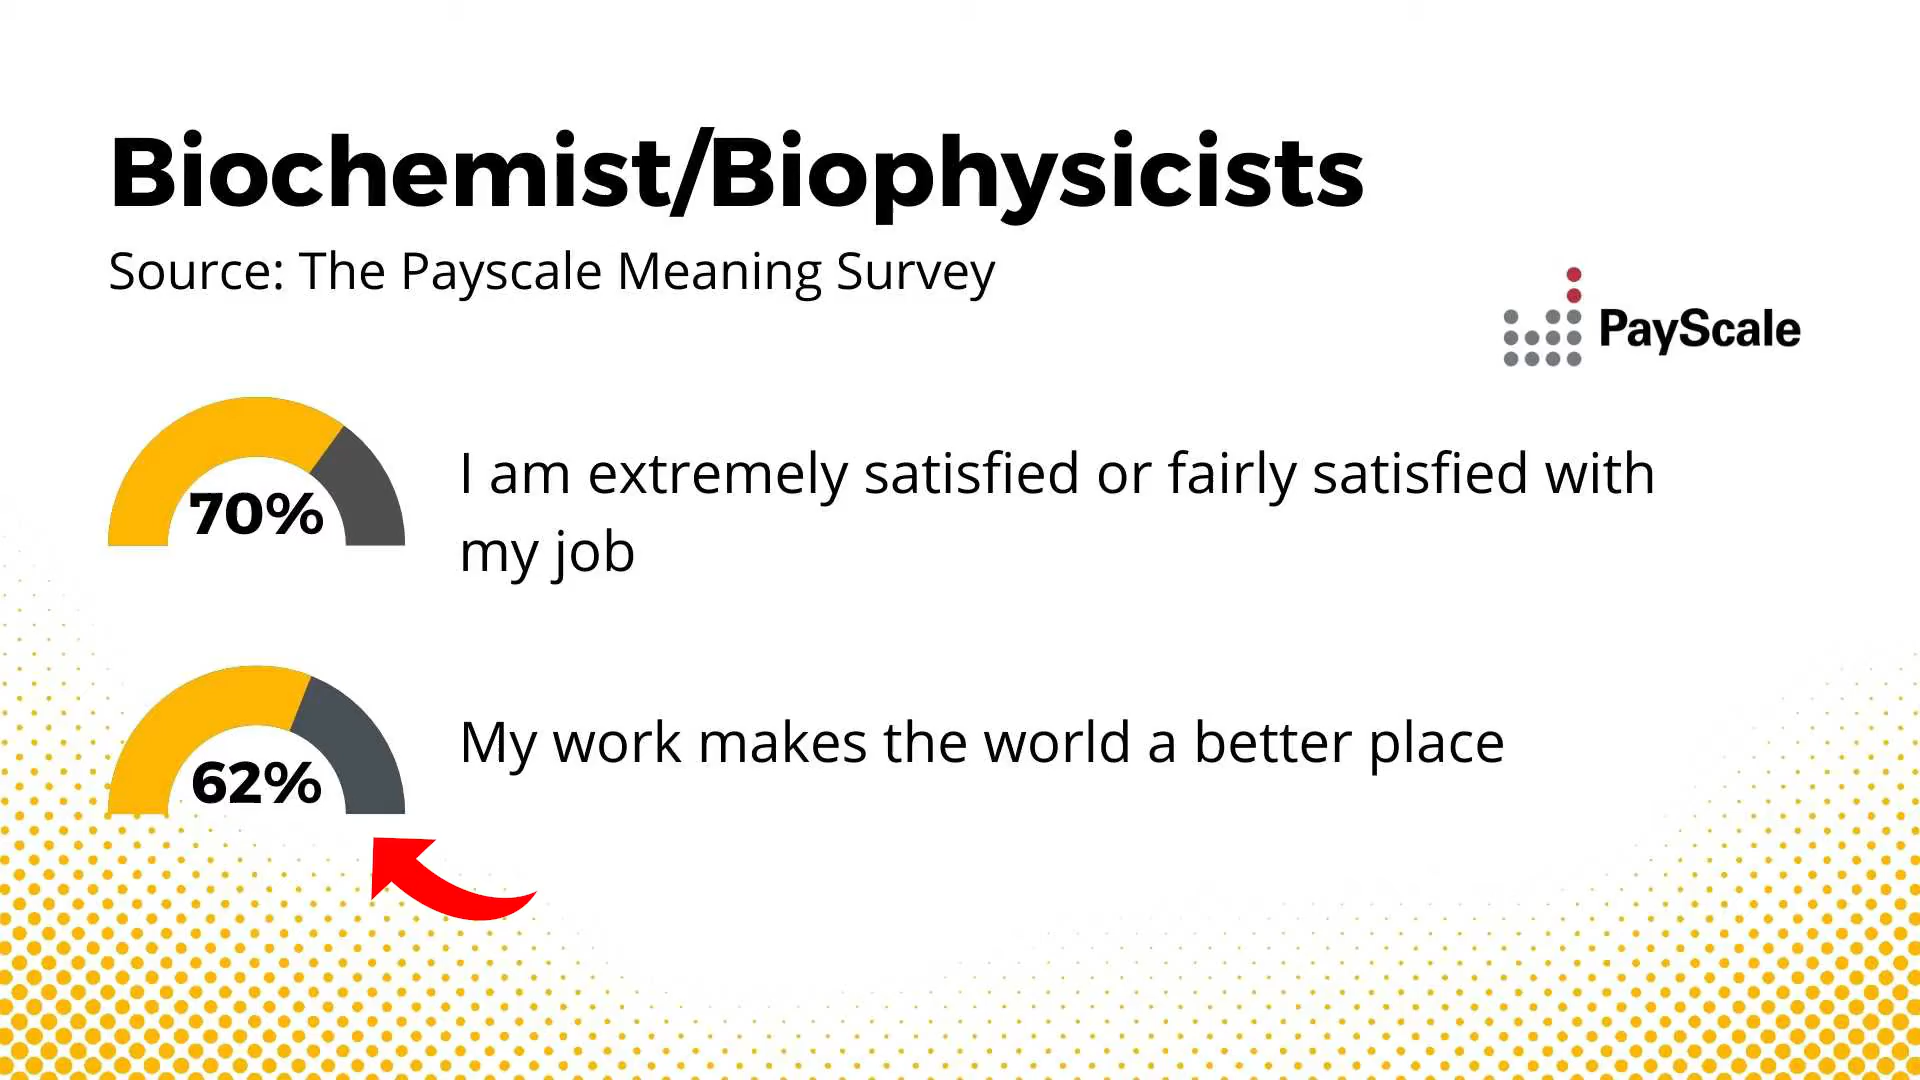 Biochemist/Biophysicists
Source: The Payscale Meaning Survey
PayScale
70%
I am extremely satisfied or fairly satisfied with
my job
62%
My work makes the world a better place